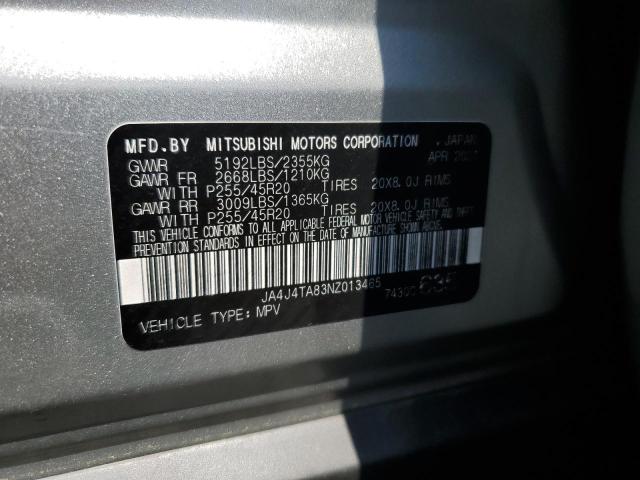 MFD.BY MITSUBISHI MOTORS CORPORATION , JAPAN
GVWR 5192LBS/2355KG APR
GAWR FR 2668LBS/1210KG
WITH P255/45R20 TIRES 20X8.0J RIMS
GAWR RR 3009LBS/1365KG
WITH P255/45R20 TIRES 20X8.0J RIMS
THIS VEHICLE CONFORMS TO ALL APPLICABLE FEDERAL MOTOR VEHICLE SAFETY AND THEFT
PREVENTION STANDARDS IN EFFECT ON THE DATE OF MANUFACTURE SHOWN ABOVE.
JA4J4TA83NZ013465
VEHICLE TYPE: MPV